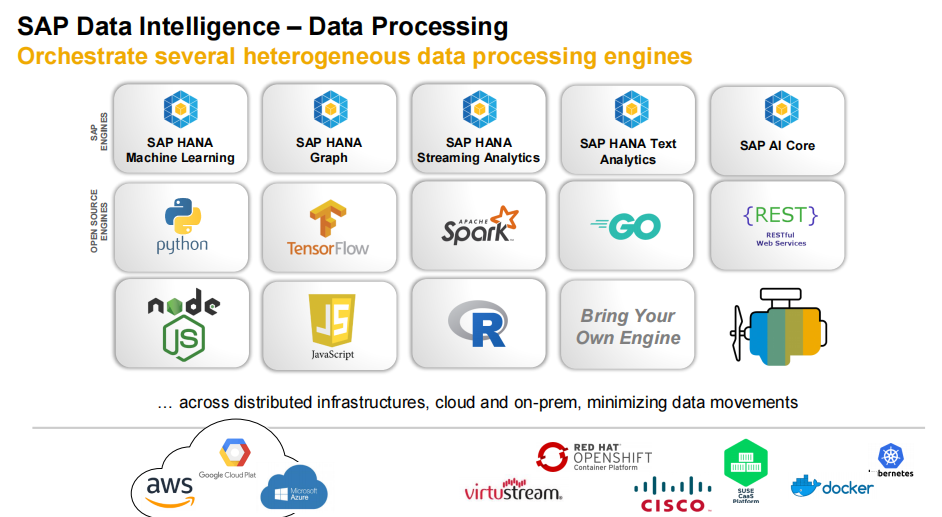 SAP Data Intelligence – Data Processing
Orchestrate several heterogeneous data processing engines
SAP
ENGINES
SAP HANA
Machine Learning
SAP HANA
Graph
SAP HANA
Streaming Analytics
SAP HANA Text
Analytics
SAP AI Core
OPEN SOURCE
ENGINES
python
TensorFlow
APACHE
Spark
GO
{REST}
RESTful
Web Services
node
JS
JS
JavaScript
R
Bring Your
Own Engine
… across distributed infrastructures, cloud and on-prem, minimizing data movements
aws
Google Cloud Plat
Microsoft
Azure
RED HAT
OPENSHIFT
Container Platform
virtustream
CISCO
SUSE
CaaS
Platform
docker
bernetes